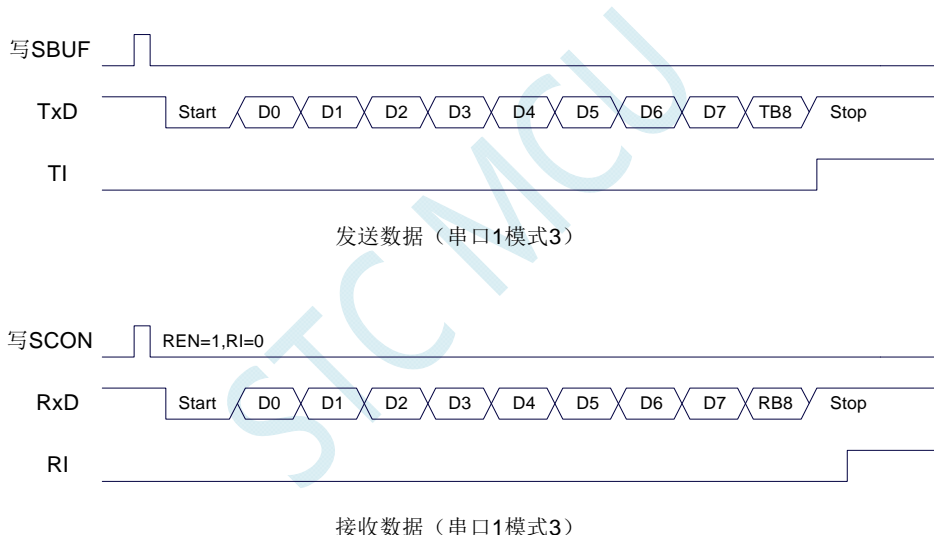 写SBUF
TxD Start D0 D1 D2 D3 D4 D5 D6 D7 TB8 Stop
TI
发送数据（串口1模式3）
写SCON REN=1,RI=0
RxD Start D0 D1 D2 D3 D4 D5 D6 D7 RB8 Stop
RI
接收数据（串口1模式3）
STC MCU